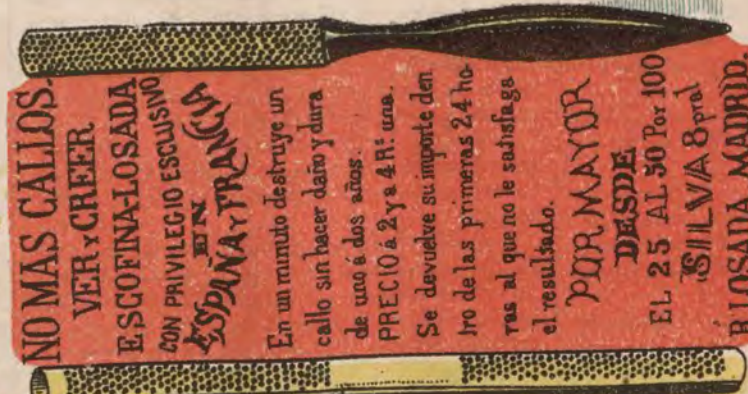 NO MAS CALLOS.
VER Y CREER
ESCOFINA-LOSADA
CON PRIVILEGIO ESCLUSIVO
EN
ESPAÑA Y FRANCIA
En un minuto destruye un
callo sin hacer daño y dura
de uno á dos años.
PRECIO á 2 y a 4 Rs. una.
Se devuelve su importe den
tro de las primeras 24 ho-
ras al que no le satisfaga
el resultado.
POR MAYOR
DESDE
EL 25 AL 50 Por 100
SILVA 8 pral
B LOSADA MADRID.